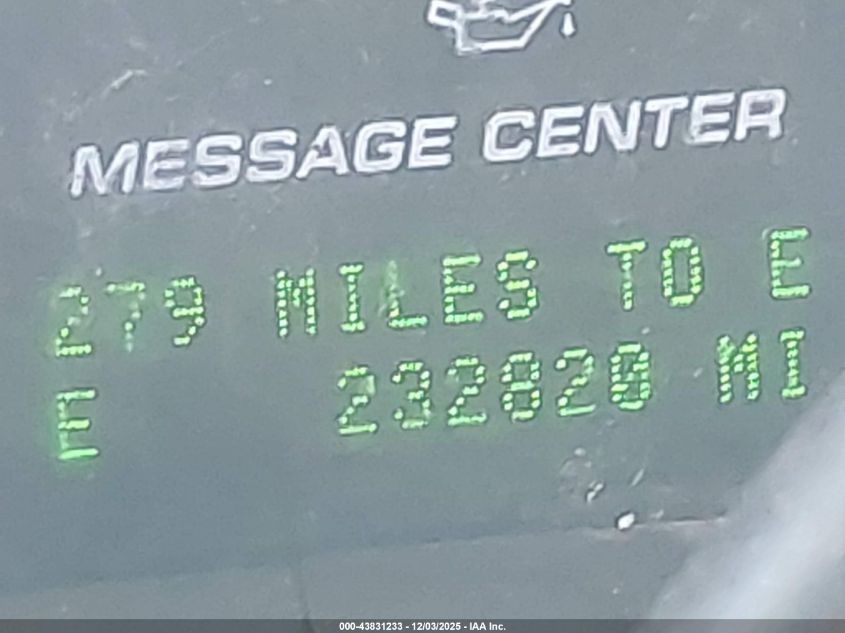 MESSAGE CENTER
279 MILES TO E
E 232820 MI
000-43831233 - 12/03/2025 - IAA Inc.